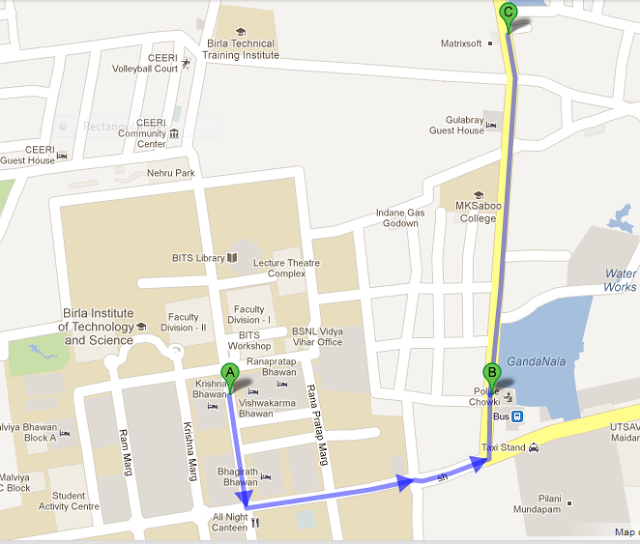 C
Birla Technical
Training Institute
Matrixsoft
CEERI
Volleyball Court
CEERI
Community
Center
Gulabray
Guest House
CEERI
Guest House
Nehru Park
MKSaboo
College
Indane Gas
Godown
BITS Library
Lecture Theatre
Complex
Water
Works
Birla Institute
of Technology
and Science
Faculty
Division - II
Faculty
Division - I
BITS
Workshop
BSNL Vidya
Vihar Office
GandaNala
Ranapratap
Bhawan
A
B
Krishna
Bhawan
Vishwakarma
Bhawan
Police
Chowki
Bus
Rama Pratap Marg
Malviya Bhawan
Block A
Ram Marg
Krishna Marg
UTSAV
Maidan
Taxi Stand
Bhagirath
Bhawan
sh
Malviya
C Block
Student
Activity Centre
All Night
Canteen
Pilani
Mundapam
Map